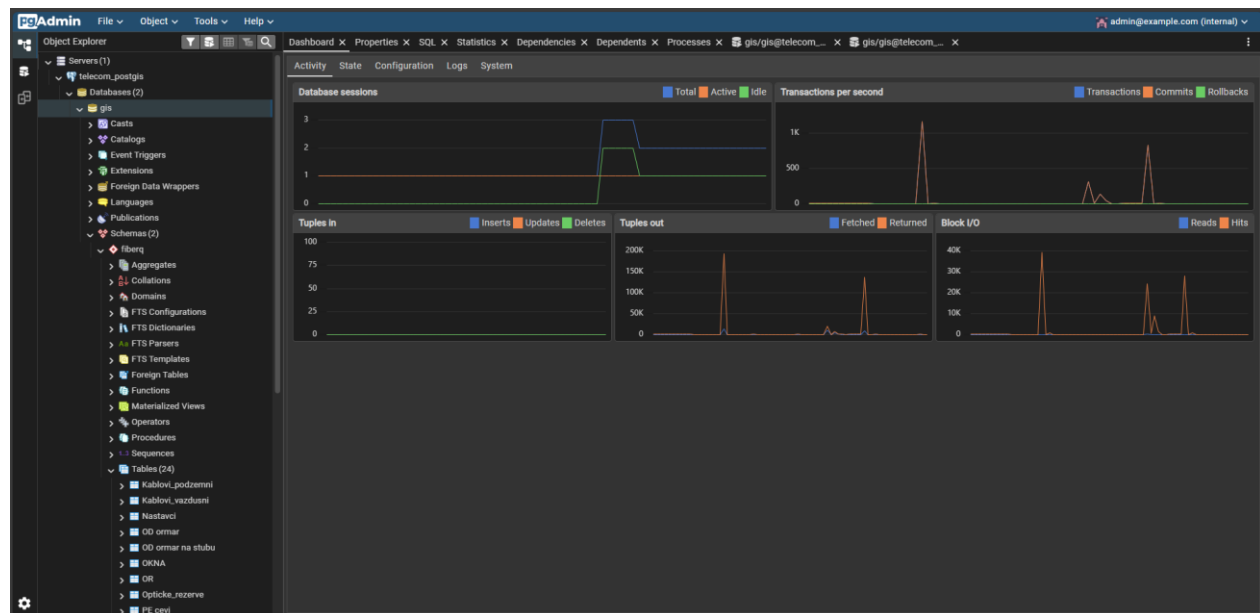 pgAdmin File Object Tools Help admin@example.com (internal)
Object Explorer
Dashboard Properties SQL Statistics Dependencies Dependents Processes gis/gis@telecom_... gis/gis@telecom_...
Servers (1)
telecom_postgis
Databases (2)
gis
Casts
Catalogs
Event Triggers
Extensions
Foreign Data Wrappers
Languages
Publications
Schemas (2)
fiberq
Aggregates
Collations
Domains
FTS Configurations
FTS Dictionaries
Aa FTS Parsers
FTS Templates
Foreign Tables
Functions
Materialized Views
Operators
Procedures
1..3 Sequences
Tables (24)
Kablovi_podzemni
Kablovi_vazdusni
Nastavci
OD ormar
OD ormar na stubu
OKNA
OR
Opticke_rezerve
PE cevi
Activity State Configuration Logs System
Database sessions Total Active Idle
3
2
1
0
Transactions per second Transactions Commits Rollbacks
1K
500
0
Tuples in Inserts Updates Deletes
100
75
50
25
0
Tuples out Fetched Returned
200K
150K
100K
50K
0
Block I/O Reads Hits
40K
30K
20K
10K
0